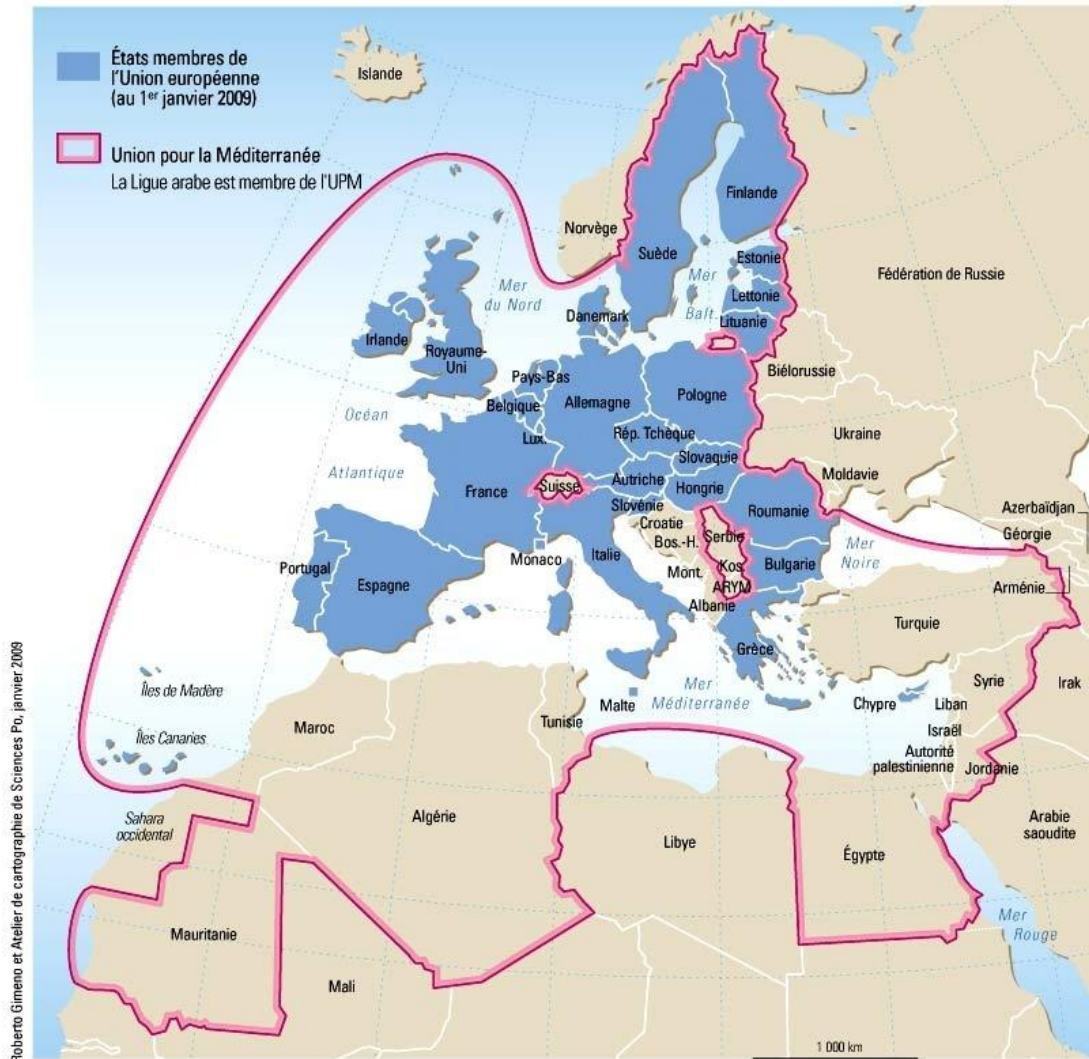 États membres de
l'Union européenne
(au 1er janvier 2009)
Union pour la Méditerranée
La Ligue arabe est membre de l'UPM
Islande
Norvège
Suède
Finlande
Estonie
Lettonie
Lituanie
Mer
Balt.
Mer
du Nord
Danemark
Fédération de Russie
Irlande
Royaume-
Uni
Pays-Bas
Belgique
Lux.
Allemagne
Pologne
Biélorussie
Ukraine
Moldavie
Rép. Tchèque
Slovaquie
Autriche
Hongrie
Slovénie
Roumanie
Océan
Atlantique
France
Suisse
Croatie
Bos.-H.
Serbie
Mont.
Kos.
ARYM
Albanie
Bulgarie
Mer
Noire
Azerbaïdjan
Géorgie
Arménie
Monaco
Italie
Portugal
Espagne
Grèce
Turquie
Mer
Méditerranée
Malte
Chypre
Syrie
Liban
Israël
Autorité
palestinienne
Jordanie
Irak
Arabie
saoudite
Îles de Madère
Îles Canaries
Maroc
Tunisie
Algérie
Libye
Égypte
Sahara
occidental
Mauritanie
Mali
Mer
Rouge
1 000 km
Roberto Gimeno et Atelier de cartographie de Sciences Po, janvier 2009